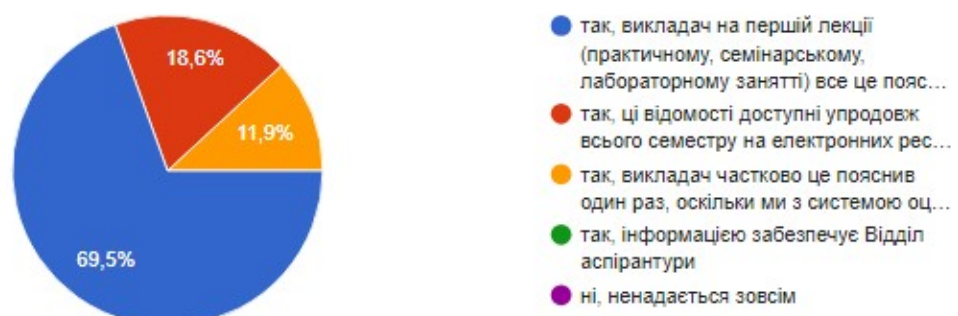 18,6%
11,9%
69,5%
так, викладач на першій лекції
(практичному, семінарському,
лабораторному занятті) все це пояс…
так, ці відомості доступні упродовж
всього семестру на електронних рес…
так, викладач частково це пояснив
один раз, оскільки ми з системою оц…
так, інформацією забезпечує Відділ
аспірантури
ні, ненадається зовсім